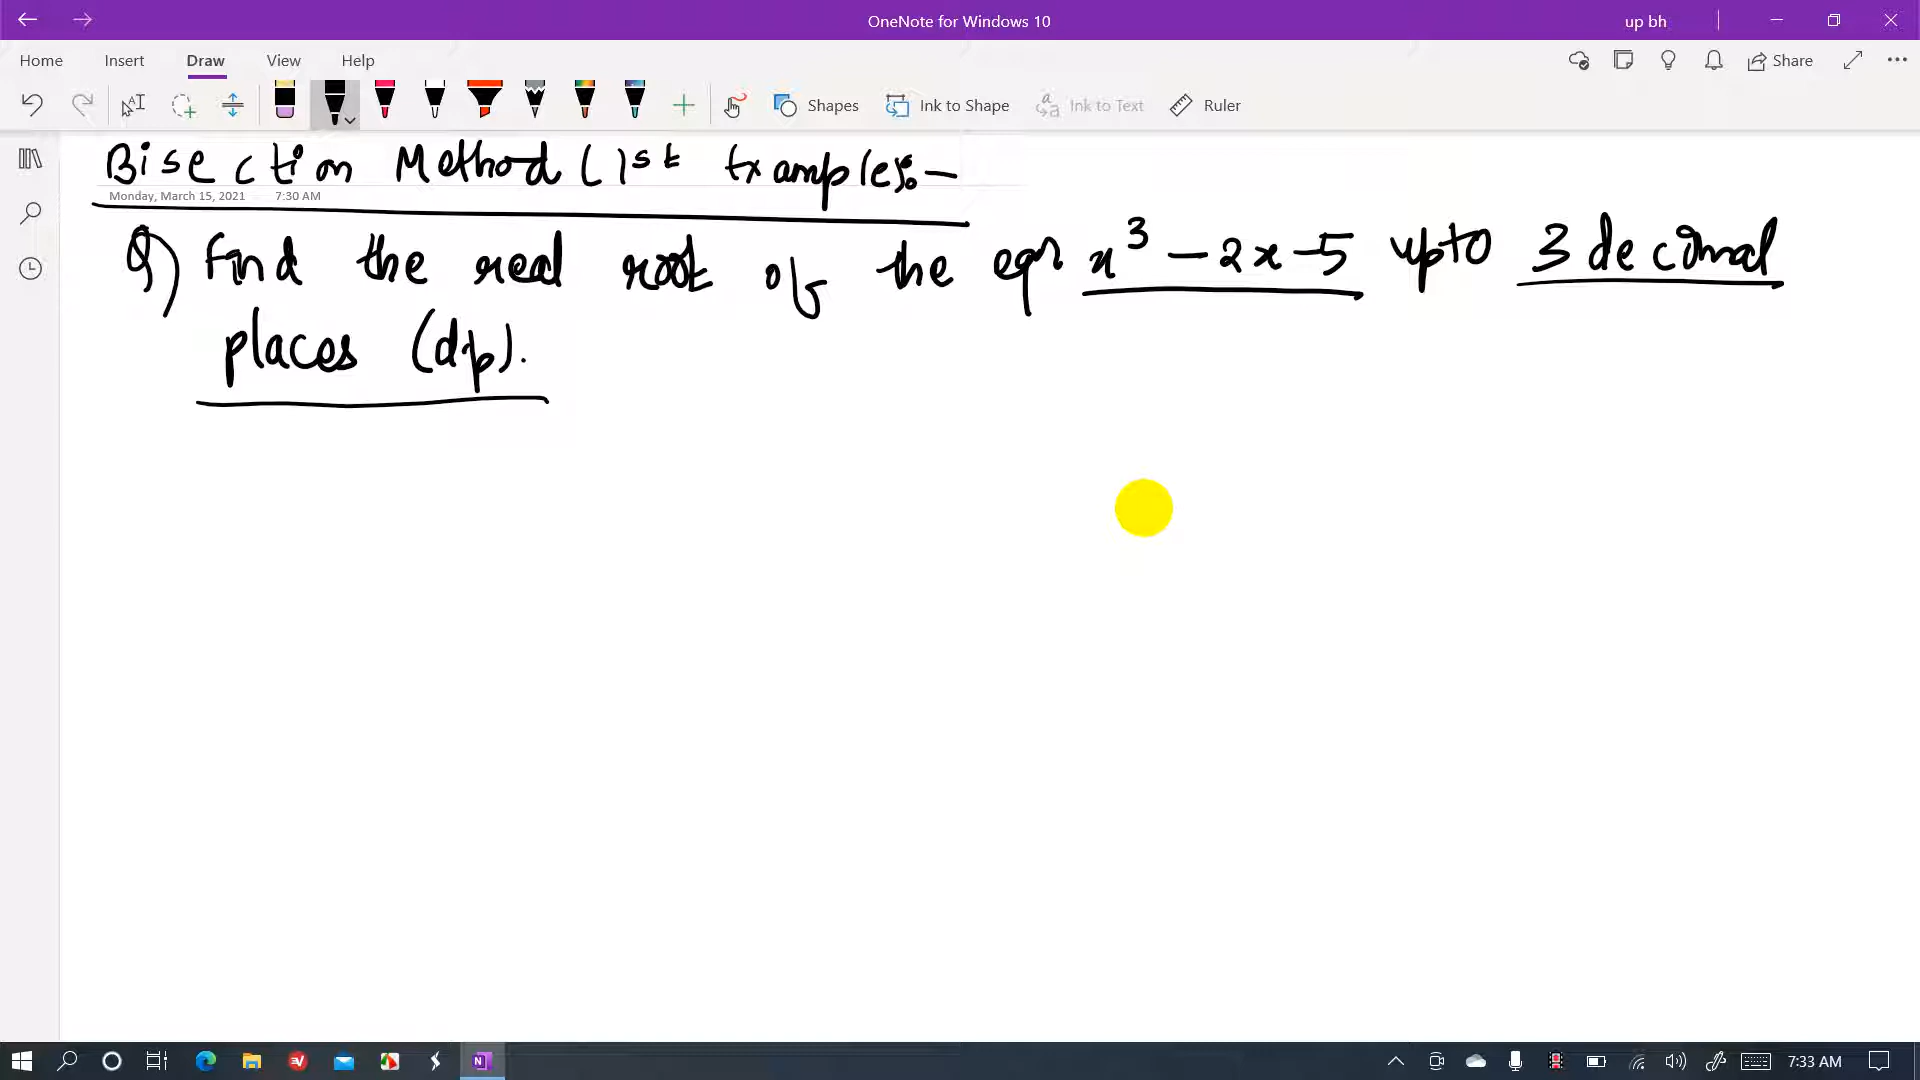 OneNote for Windows 10
up bh
Home Insert Draw View Help
Share
Shapes Ink to Shape Ink to Text Ruler
Bisection Method (1st Examples:-
Monday, March 15, 2021 7:30 AM
Q) Find the real root of the eqn x³ - 2x - 5 upto 3 decimal
places (d.p).
7:33 AM